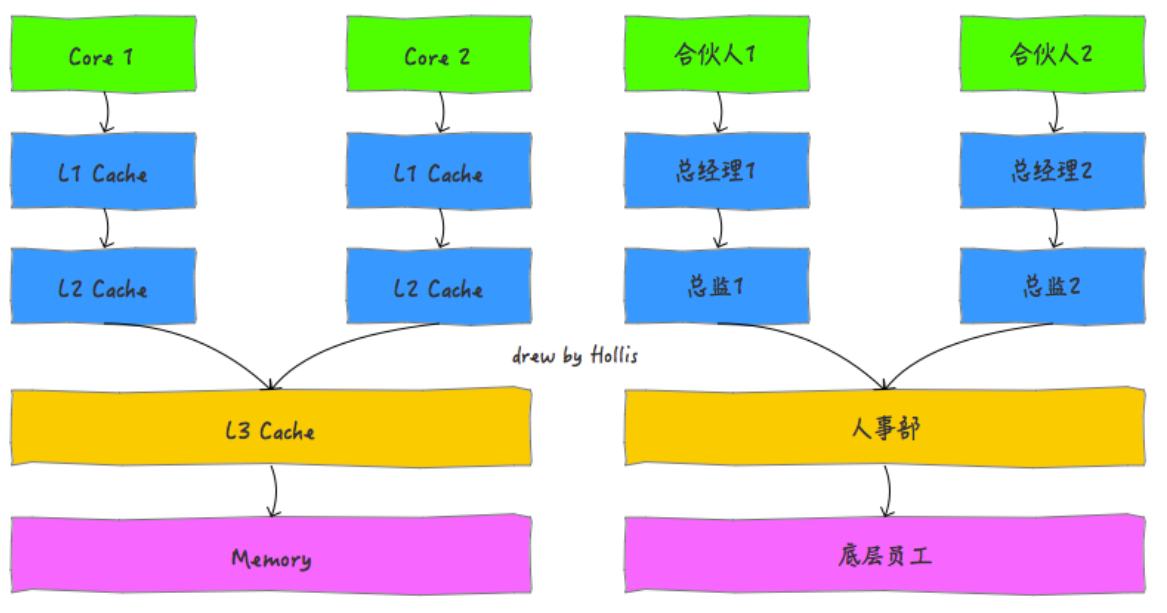 Core 1
Core 2
合伙人1
合伙人2
L1 Cache
L1 Cache
总经理1
总经理2
L2 Cache
L2 Cache
总监1
总监2
drew by Hollis
L3 Cache
人事部
Memory
底层员工